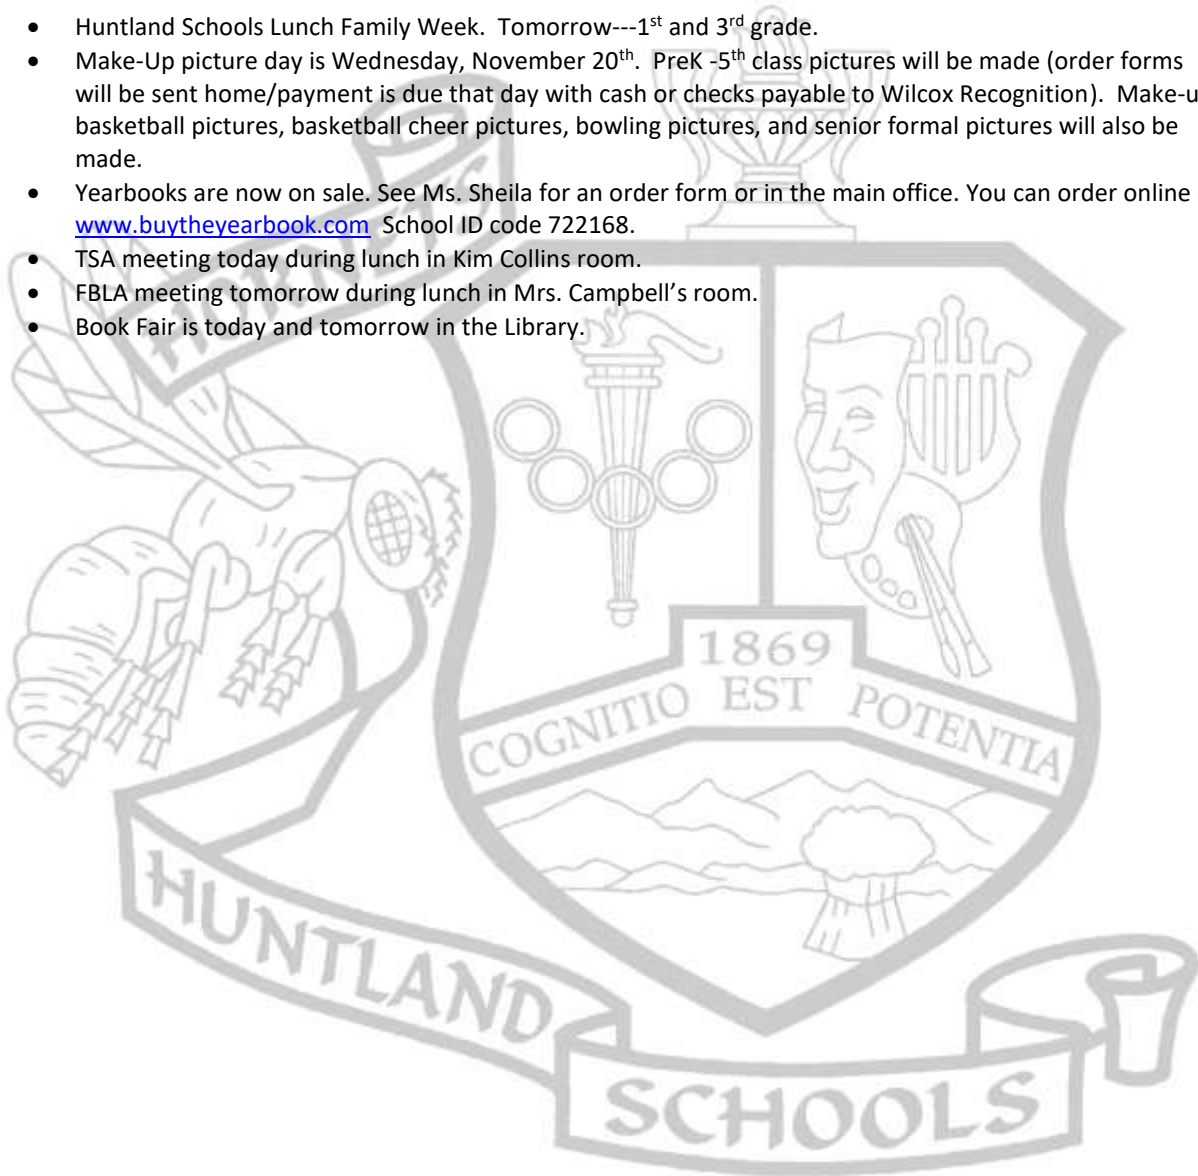 • Huntland Schools Lunch Family Week. Tomorrow---1st and 3rd grade.
• Make-Up picture day is Wednesday, November 20th. PreK -5th class pictures will be made (order forms
will be sent home/payment is due that day with cash or checks payable to Wilcox Recognition). Make-u
basketball pictures, basketball cheer pictures, bowling pictures, and senior formal pictures will also be
made.
• Yearbooks are now on sale. See Ms. Sheila for an order form or in the main office. You can order online
www.buytheyearbook.com School ID code 722168.
• TSA meeting today during lunch in Kim Collins room.
• FBLA meeting tomorrow during lunch in Mrs. Campbell's room.
• Book Fair is today and tomorrow in the Library.
HORNETS
1869
COGNITIO EST POTENTIA
HUNTLAND
SCHOOLS